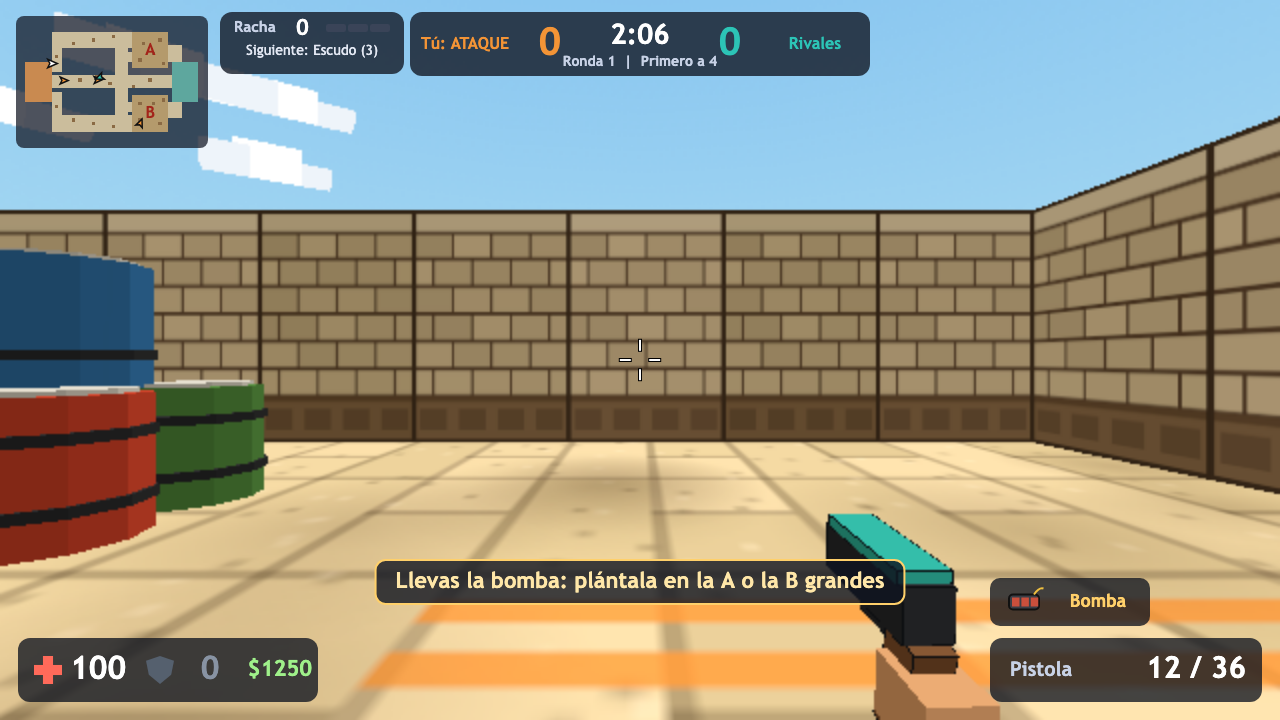 A
B
Racha 0
Siguiente: Escudo (3)
Tú: ATAQUE 0 2:06 0 Rivales
Ronda 1 | Primero a 4
Llevas la bomba: plántala en la A o la B grandes
Bomba
100 0 $1250
Pistola 12 / 36